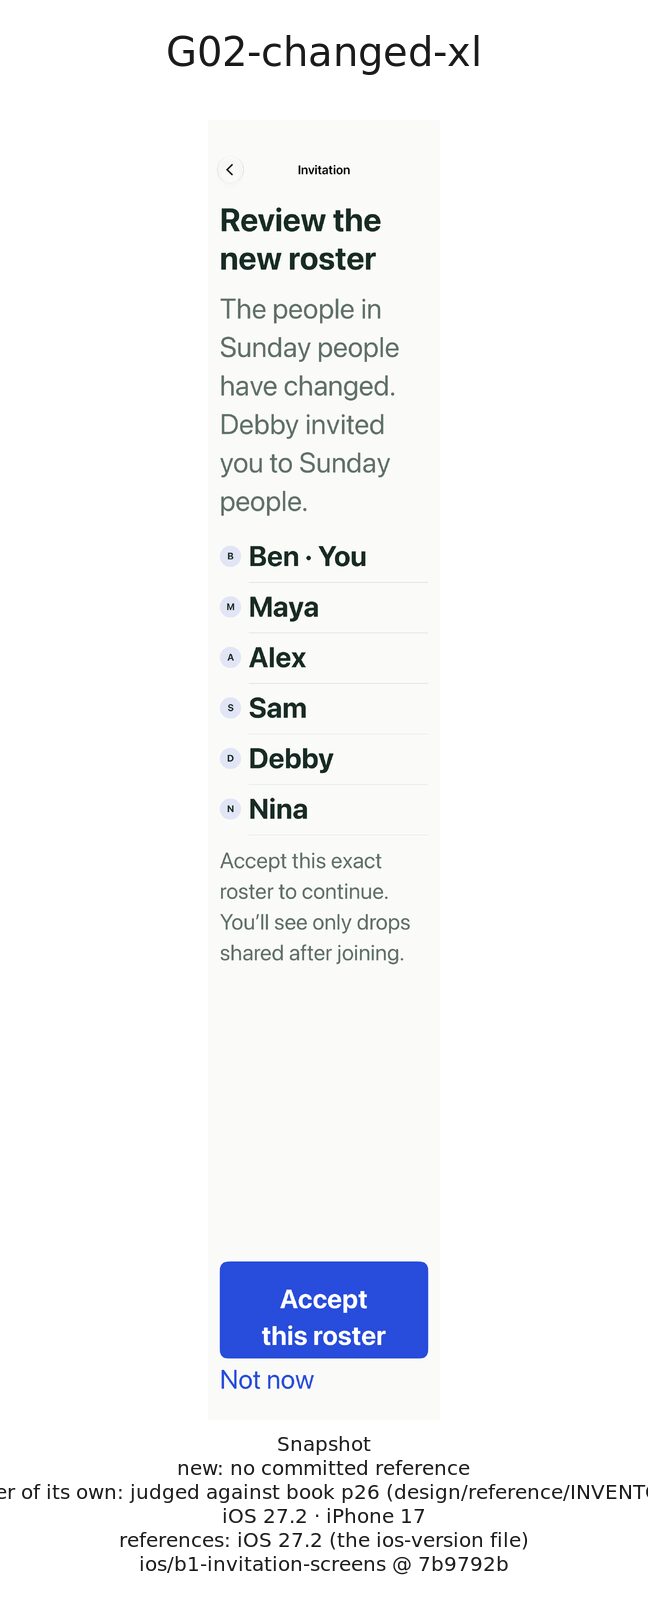 G02-changed-xl
Invitation
Review the
new roster
The people in
Sunday people
have changed.
Debby invited
you to Sunday
people.
B Ben · You
M Maya
A Alex
S Sam
D Debby
N Nina
Accept this exact
roster to continue.
You’ll see only drops
shared after joining.
Accept
this roster
Not now
Snapshot
new: no committed reference
of its own: judged against book p26 (design/reference/
iOS 27.2 · iPhone 17
references: iOS 27.2 (the ios-version file)
ios/b1-invitation-screens @ 7b9792b